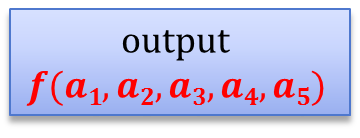 output
f(a₁, a₂, a₃, a₄, a₅)